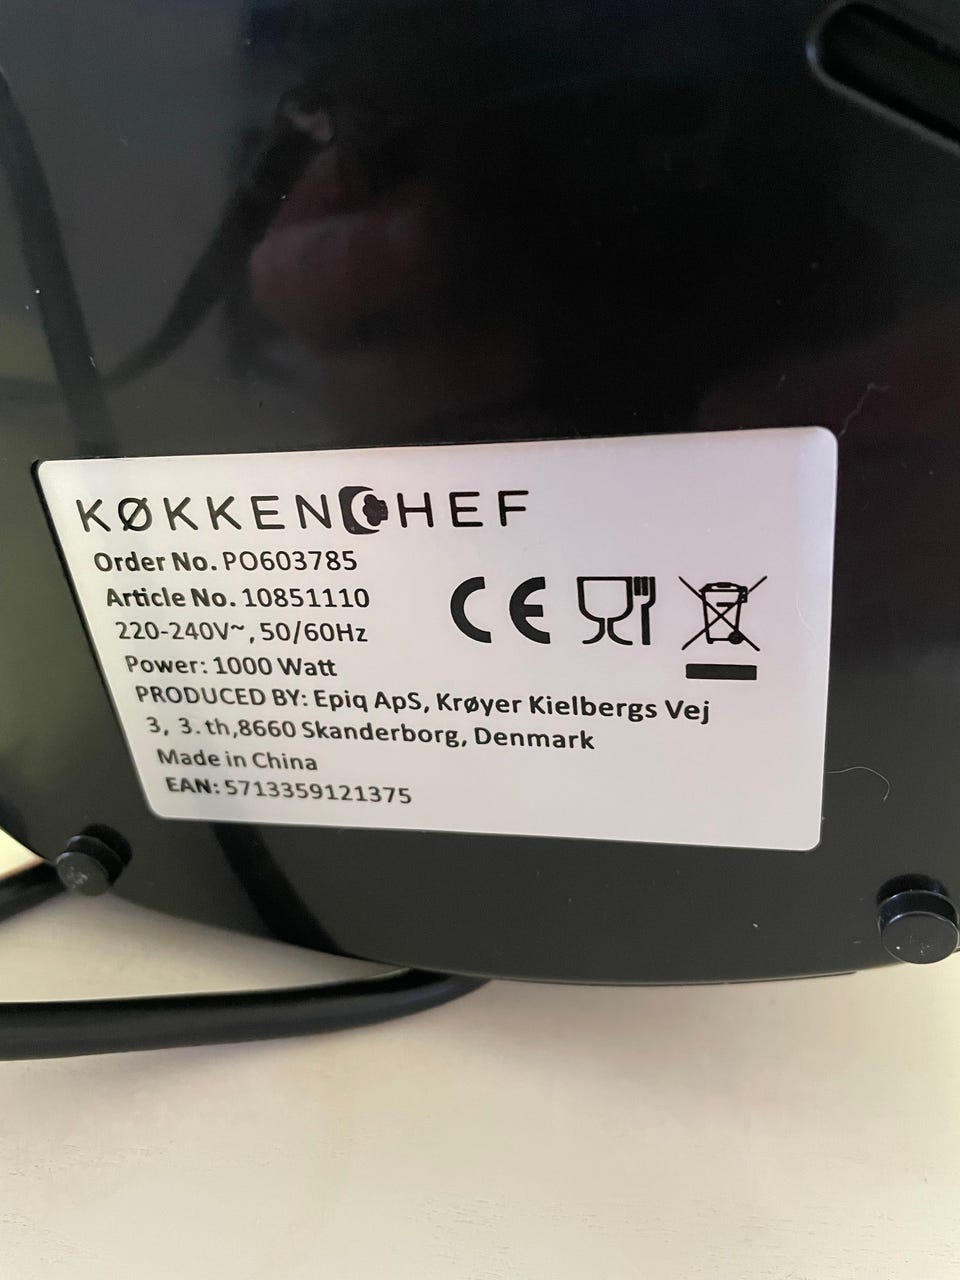 KØKKENCHEF
Order No. PO603785
Article No. 10851110
220-240V~, 50/60Hz
Power: 1000 Watt
PRODUCED BY: Epiq ApS, Krøyer Kielbergs Vej
3, 3. th,8660 Skanderborg, Denmark
Made in China
EAN: 5713359121375
CE